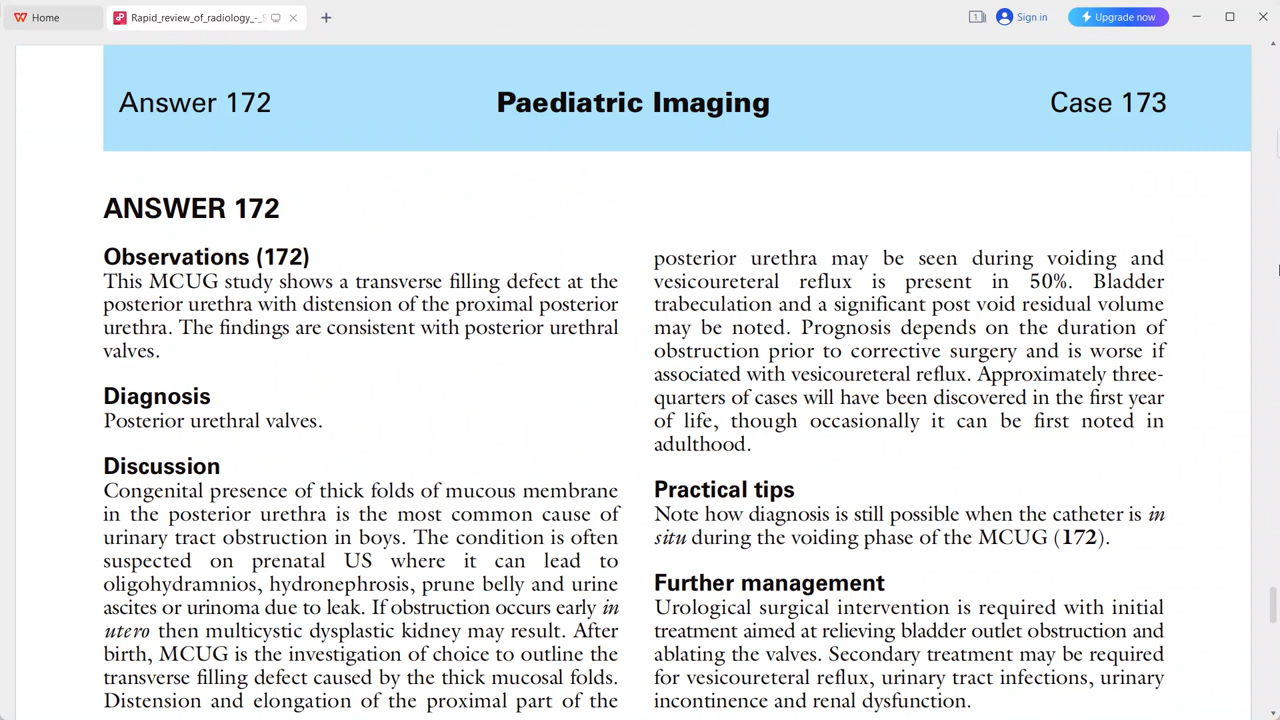 Home
Rapid_review_of_radiology_-_S
1
Sign in
Upgrade now
Answer 172
Paediatric Imaging
Case 173
ANSWER 172
Observations (172)
This MCUG study shows a transverse filling defect at the
posterior urethra with distension of the proximal posterior
urethra. The findings are consistent with posterior urethral
valves.
Diagnosis
Posterior urethral valves.
Discussion
Congenital presence of thick folds of mucous membrane
in the posterior urethra is the most common cause of
urinary tract obstruction in boys. The condition is often
suspected on prenatal US where it can lead to
oligohydramnios, hydronephrosis, prune belly and urine
ascites or urinoma due to leak. If obstruction occurs early in
utero then multicystic dysplastic kidney may result. After
birth, MCUG is the investigation of choice to outline the
transverse filling defect caused by the thick mucosal folds.
Distension and elongation of the proximal part of the
posterior urethra may be seen during voiding and
vesicoureteral reflux is present in 50%. Bladder
trabeculation and a significant post void residual volume
may be noted. Prognosis depends on the duration of
obstruction prior to corrective surgery and is worse if
associated with vesicoureteral reflux. Approximately three-
quarters of cases will have been discovered in the first year
of life, though occasionally it can be first noted in
adulthood.
Practical tips
Note how diagnosis is still possible when the catheter is in
situ during the voiding phase of the MCUG (172).
Further management
Urological surgical intervention is required with initial
treatment aimed at relieving bladder outlet obstruction and
ablating the valves. Secondary treatment may be required
for vesicoureteral reflux, urinary tract infections, urinary
incontinence and renal dysfunction.